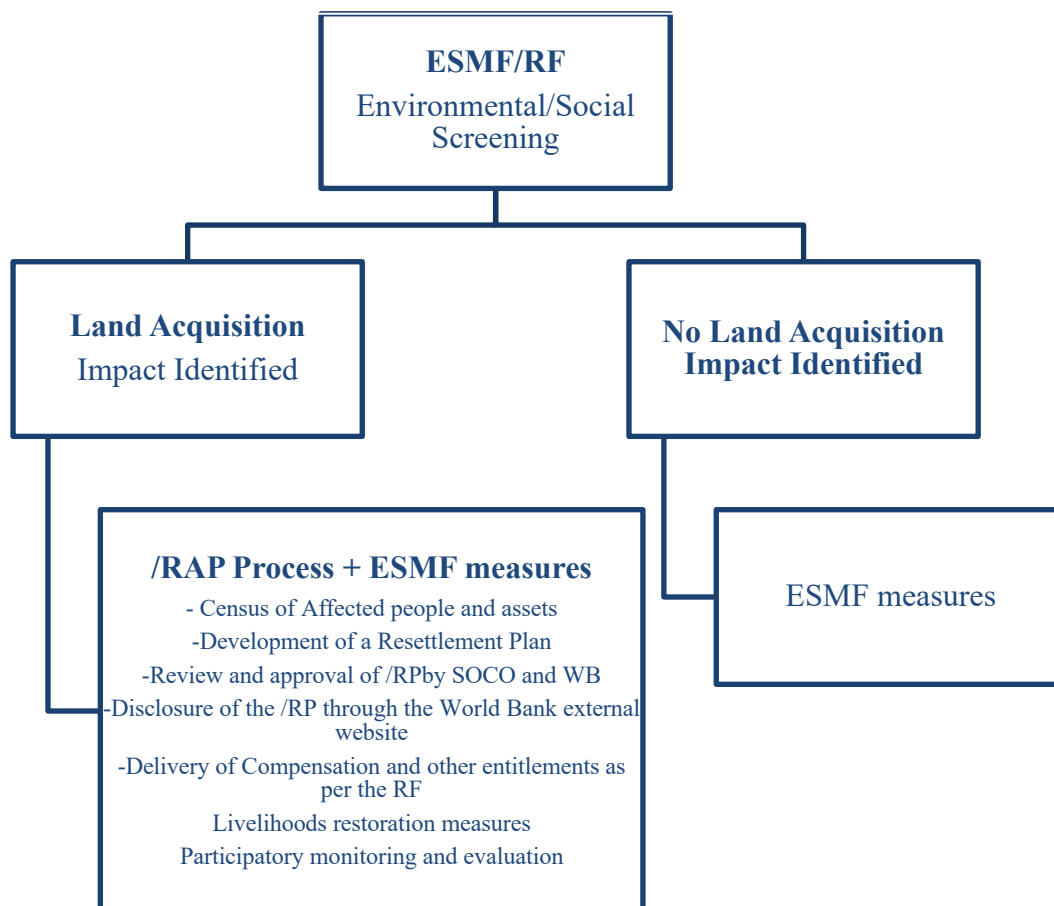 ESMF/RF
Environmental/Social
Screening
Land Acquisition
Impact Identified
No Land Acquisition
Impact Identified
/RAP Process + ESMF measures
- Census of Affected people and assets
-Development of a Resettlement Plan
-Review and approval of /RPby SOCO and WB
-Disclosure of the /RP through the World Bank external
website
-Delivery of Compensation and other entitlements as
per the RF
Livelihoods restoration measures
Participatory monitoring and evaluation
ESMF measures